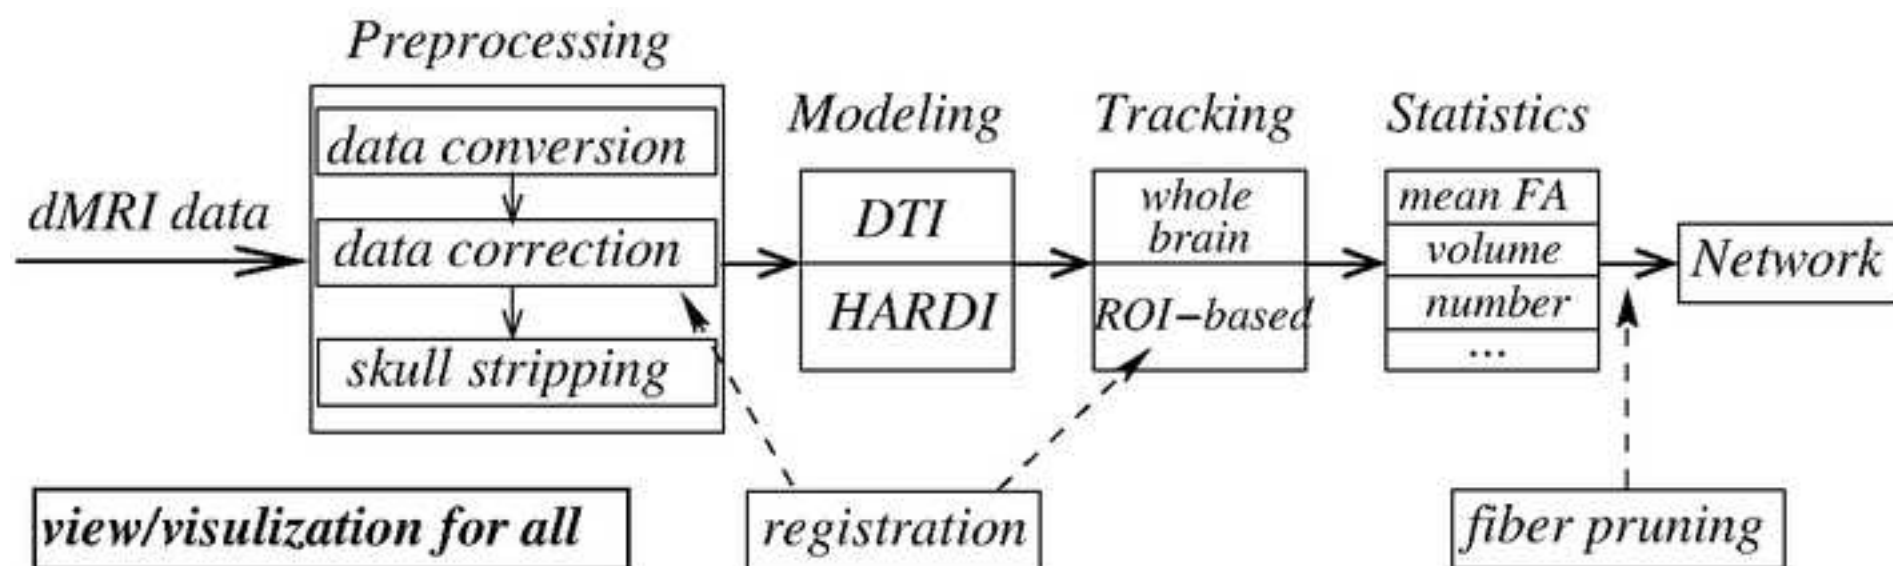 Preprocessing
data conversion
data correction
skull stripping
dMRI data
Modeling
DTI
HARDI
Tracking
whole
brain
ROI-based
Statistics
mean FA
volume
number
...
Network
view/visulization for all
registration
fiber pruning